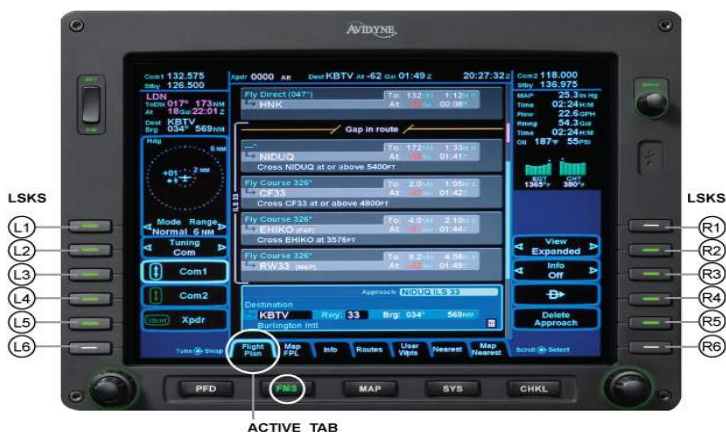 AVIDYNE
Com1 132.575
Stby 126.500
Xpdr 0000 Alt
Dest KBTV At -62 Gal 01:49 z
20:27:32 z
Com2 118.000
Stby 136.975
LDN
017° 173NM
At 18Gal 22:01 z
Dest KBTV
Brg 034° 569NM
Hdg
6 NM
2 NM
Mode Range
Normal 6 NM
Tuning
Com
Com1
Com2
Ident Xpdr
Tune Swap
Fly Direct (047°)
HNK
To: 132NM 1:12H:M
At: 00:08z
Gap in route
NIDUQ
To: 172NM 1:33H:M
At: 01:41z
Cross NIDUQ at or above 5400FT
ILS 33
Fly Course 326°
CF33
To: 2.0NM 1:05M:S
At: 01:42z
Cross CF33 at or above 4800FT
Fly Course 326°
EHIKO (FAF)
To: 4.0NM 2:10M:S
At: 01:44z
Cross EHIKO at 3576FT
Fly Course 326°
RW33 (MAP)
To: 9.2NM 4:58M:S
At: 01:49z
Approach: NIDUQ.ILS 33
Destination
KBTV Rwy: 33 Brg: 034° 569NM
Burlington Intl
MAP 25.3 In Hg
Time 02:24 H:M
Flow 22.6 GPH
Rmng 54.3 Gal
Time 02:24 H:M
Oil 187°F 55PSI
EGT
1365°F
CHT
380°F
View
Expanded
Info
Off
D
Delete
Approach
Scroll Select
Flight
Plan
Map
FPL
Info
Routes
User
Wpts
Nearest
Map
Nearest
LSKS
L1
L2
L3
L4
L5
L6
LSKS
R1
R2
R3
R4
R5
R6
PFD
FMS
MAP
SYS
CHKL
ACTIVE TAB